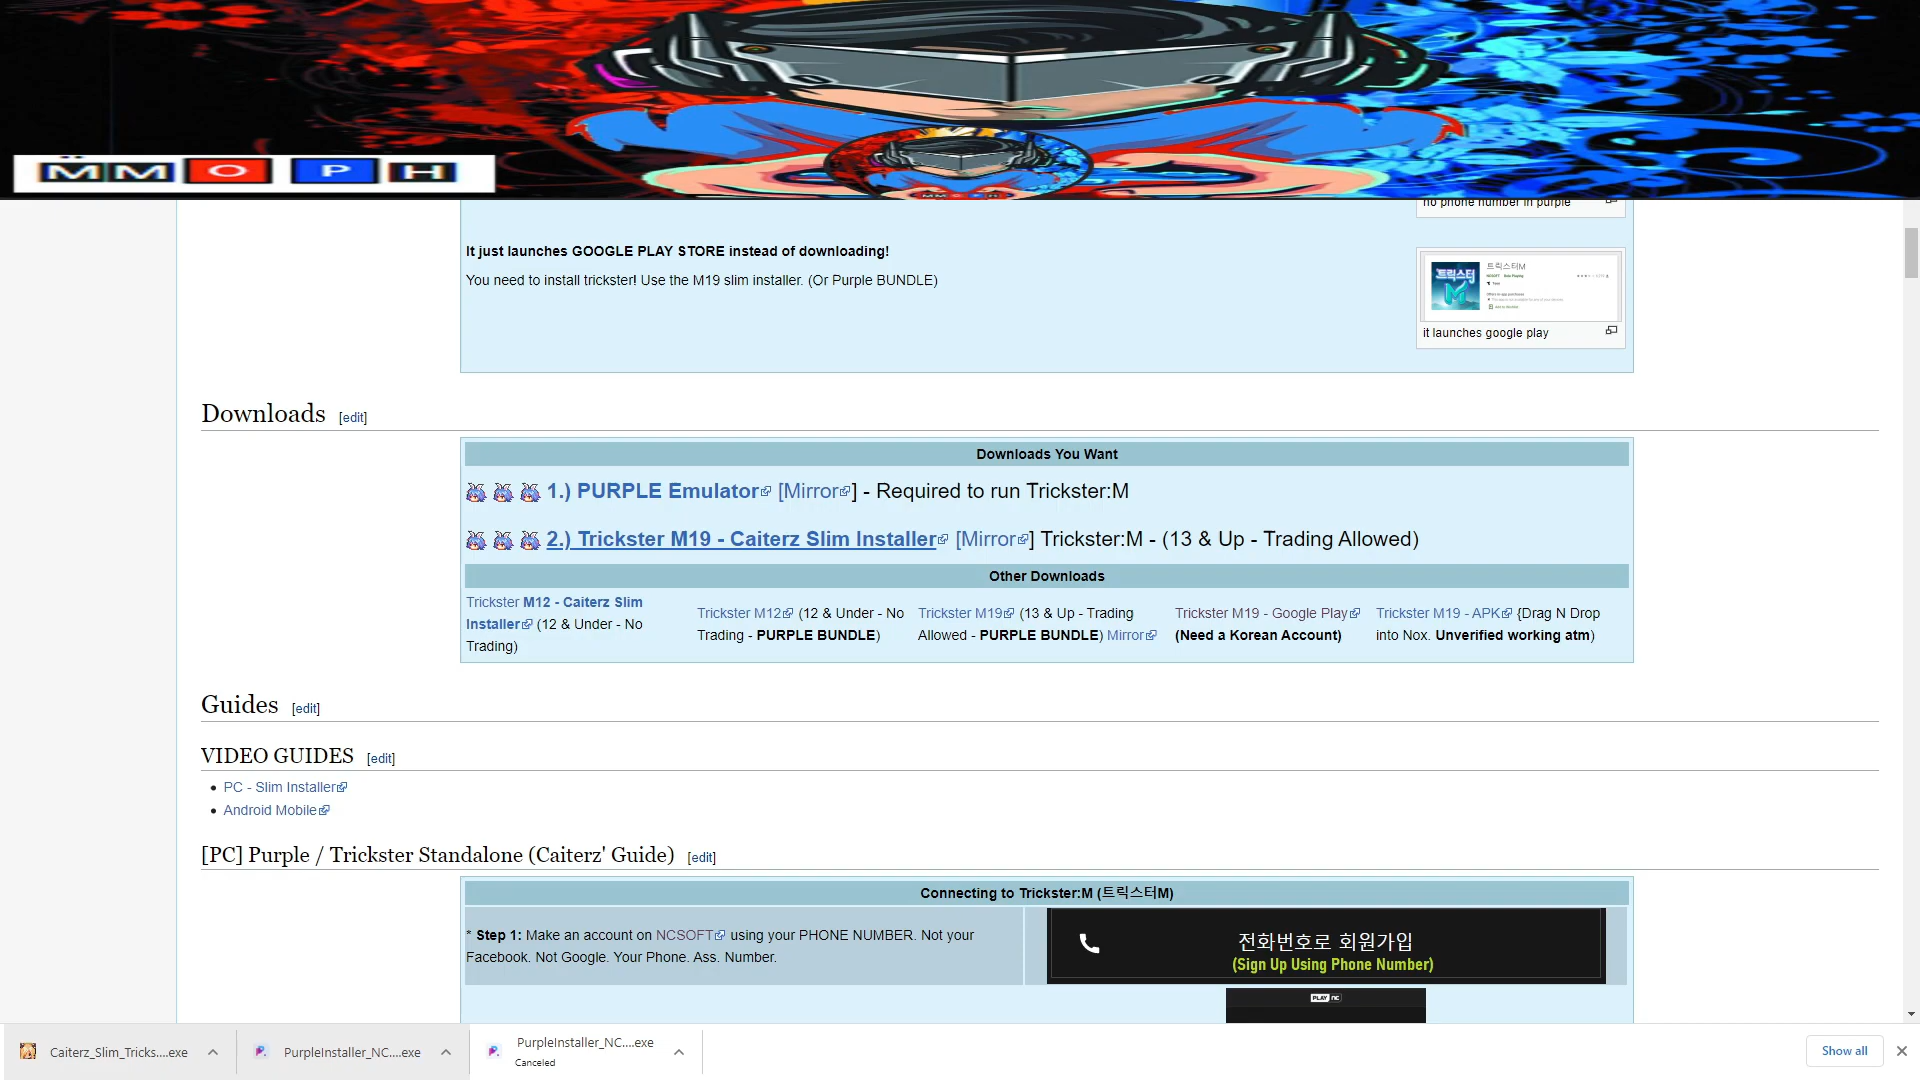 MMO PH
no phone number in purple
It just launches GOOGLE PLAY STORE instead of downloading!
You need to install trickster! Use the M19 slim installer. (Or Purple BUNDLE)
트릭스터
M
트릭스터M
it launches google play
Downloads [edit]
Downloads You Want
1.) PURPLE Emulator [Mirror] - Required to run Trickster:M
2.) Trickster M19 - Caiterz Slim Installer [Mirror] Trickster:M - (13 & Up - Trading Allowed)
Other Downloads
Trickster M12 - Caiterz Slim
Installer (12 & Under - No
Trading)
Trickster M12 (12 & Under - No
Trading - PURPLE BUNDLE)
Trickster M19 (13 & Up - Trading
Allowed - PURPLE BUNDLE) Mirror
Trickster M19 - Google Play
(Need a Korean Account)
Trickster M19 - APK {Drag N Drop
into Nox. Unverified working atm)
Guides [edit]
VIDEO GUIDES [edit]
PC - Slim Installer
Android Mobile
[PC] Purple / Trickster Standalone (Caiterz' Guide) [edit]
Connecting to Trickster:M (트릭스터M)
* Step 1: Make an account on NCSOFT using your PHONE NUMBER. Not your
Facebook. Not Google. Your Phone. Ass. Number.
전화번호로 회원가입
(Sign Up Using Phone Number)
PLAY NC
Caiterz_Slim_Tricks....exe
PurpleInstaller_NC....exe
PurpleInstaller_NC....exe
Canceled
Show all